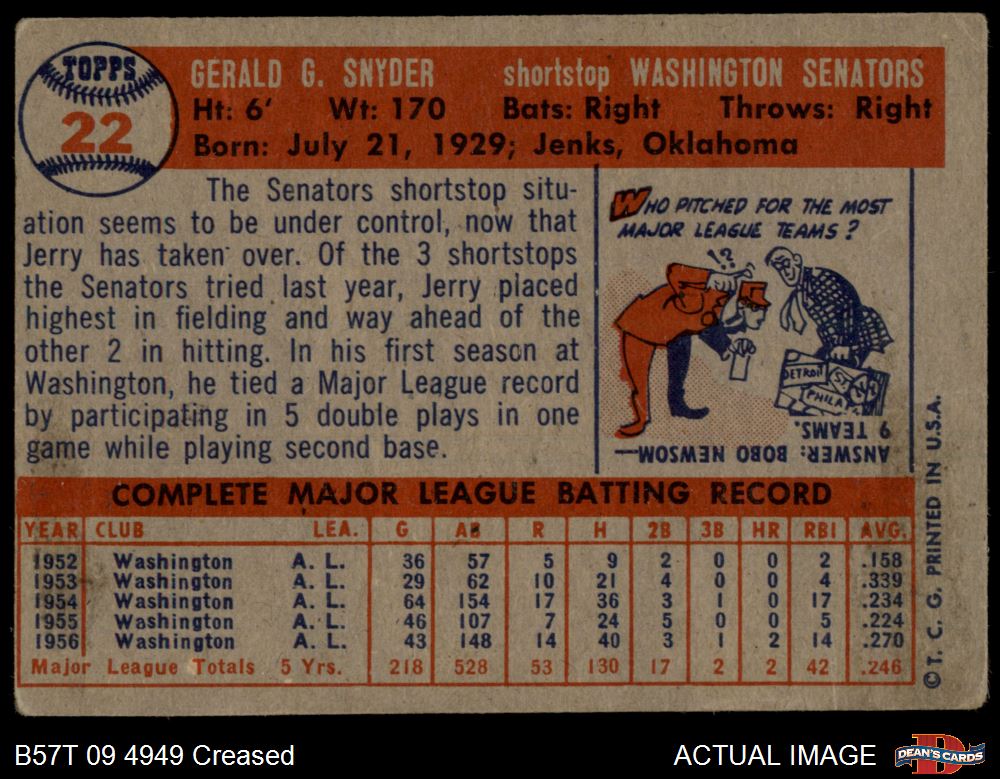 TOPPS
22
GERALD G. SNYDER shortstop WASHINGTON SENATORS
Ht: 6' Wt: 170 Bats: Right Throws: Right
Born: July 21, 1929; Jenks, Oklahoma
The Senators shortstop situ-
ation seems to be under control, now that
Jerry has taken over. Of the 3 shortstops
the Senators tried last year, Jerry placed
highest in fielding and way ahead of the
other 2 in hitting. In his first season at
Washington, he tied a Major League record
by participating in 5 double plays in one
game while playing second base.
WHO PITCHED FOR THE MOST
MAJOR LEAGUE TEAMS?
!?
DETROIT
PHILA
ANSWER: BOBO NEWSOM—
9 TEAMS.
COMPLETE MAJOR LEAGUE BATTING RECORD
YEAR CLUB LEA. G AB R H 2B 3B HR RBI AVG.
1952 Washington A. L. 36 57 5 9 2 0 0 2 .158
1953 Washington A. L. 29 62 10 21 4 0 0 4 .339
1954 Washington A. L. 64 154 17 36 3 1 0 17 .234
1955 Washington A. L. 46 107 7 24 5 0 0 5 .224
1956 Washington A. L. 43 148 14 40 3 1 2 14 .270
Major League Totals 5 Yrs. 218 528 53 130 17 2 2 42 .246
©T. C. G. PRINTED IN U.S.A.
B57T 09 4949 Creased
ACTUAL IMAGE
DEAN'S CARDS